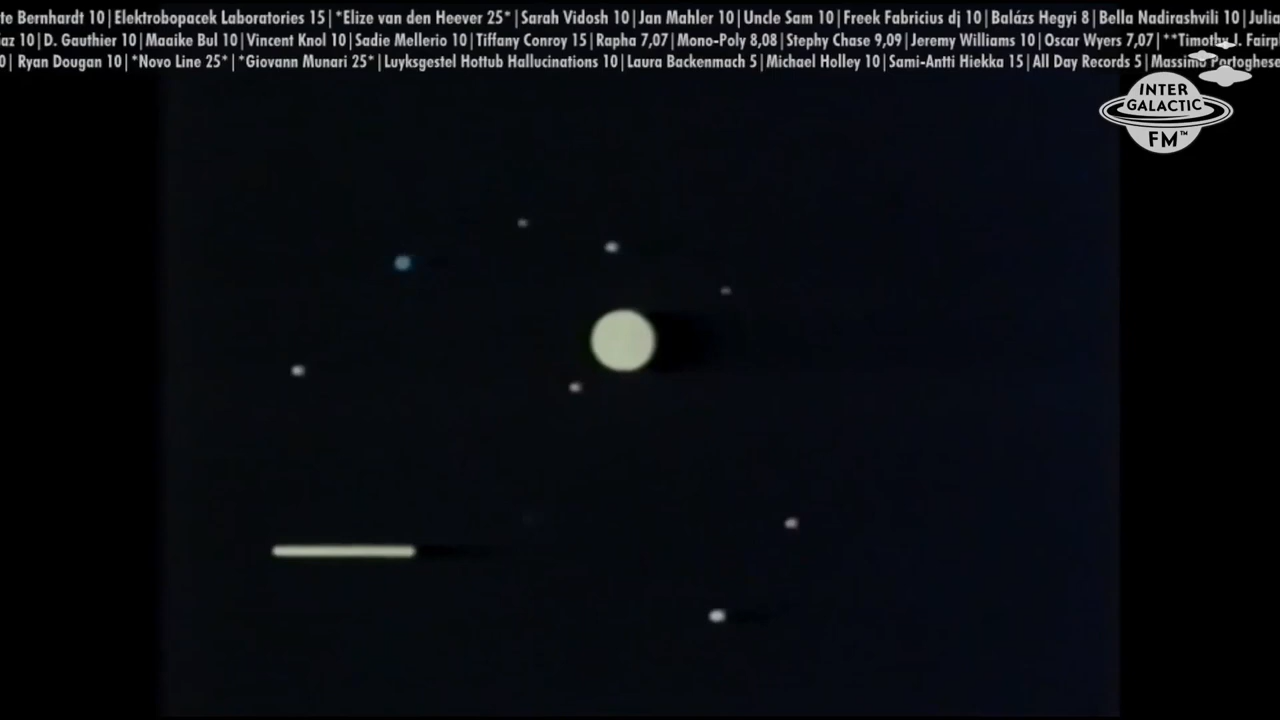 te Bernhardt 10 | Elektrobopacek Laboratories 15 | *Elize van den Heever 25* | Sarah Vidosh 10 | Jan Mahler 10 | Uncle Sam 10 | Freek Fabricius dj 10 | Balázs Hegyi 8 | Bella Nadirashvili 10 | Julia
az 10 | D. Gauthier 10 | Maaike Bul 10 | Vincent Knol 10 | Sadie Mellerio 10 | Tiffany Conroy 15 | Rapha 7,07 | Mono-Poly 8,08 | Stephy Chase 9,09 | Jeremy Williams 10 | Oscar Wyers 7,07 | **Timothy J. Fairpl
0 | Ryan Dougan 10 | *Novo Line 25* | *Giovann Munari 25* | Luyksgestel Hottub Hallucinations 10 | Laura Backenmach 5 | Michael Holley 10 | Sami-Antti Hiekka 15 | All Day Records 5 | Massimo Portoghese
INTER
GALACTIC
FM™